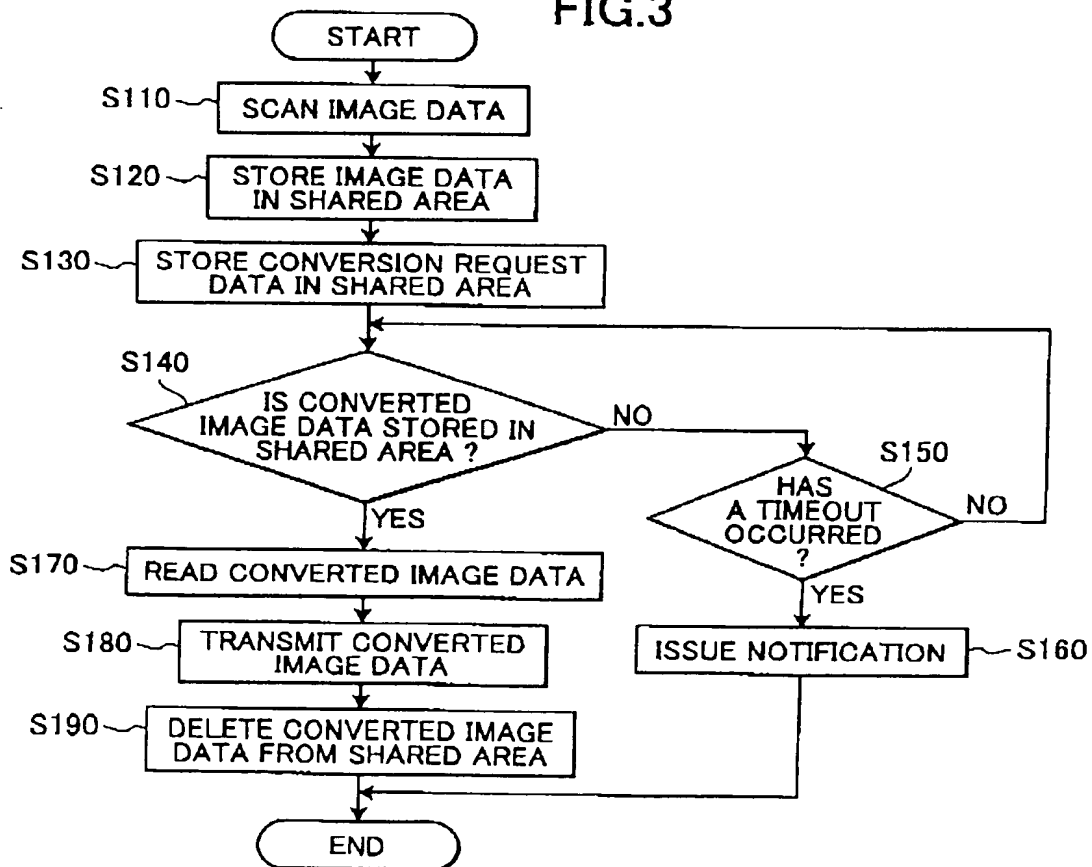 FIG.3
START
S110
SCAN IMAGE DATA
S120
STORE IMAGE DATA
IN SHARED AREA
S130
STORE CONVERSION REQUEST
DATA IN SHARED AREA
S140
IS CONVERTED
IMAGE DATA STORED IN
SHARED AREA ?
NO
YES
S150
HAS
A TIMEOUT
OCCURRED
?
NO
YES
S170
READ CONVERTED IMAGE DATA
S180
TRANSMIT CONVERTED
IMAGE DATA
ISSUE NOTIFICATION
S160
S190
DELETE CONVERTED IMAGE
DATA FROM SHARED AREA
END